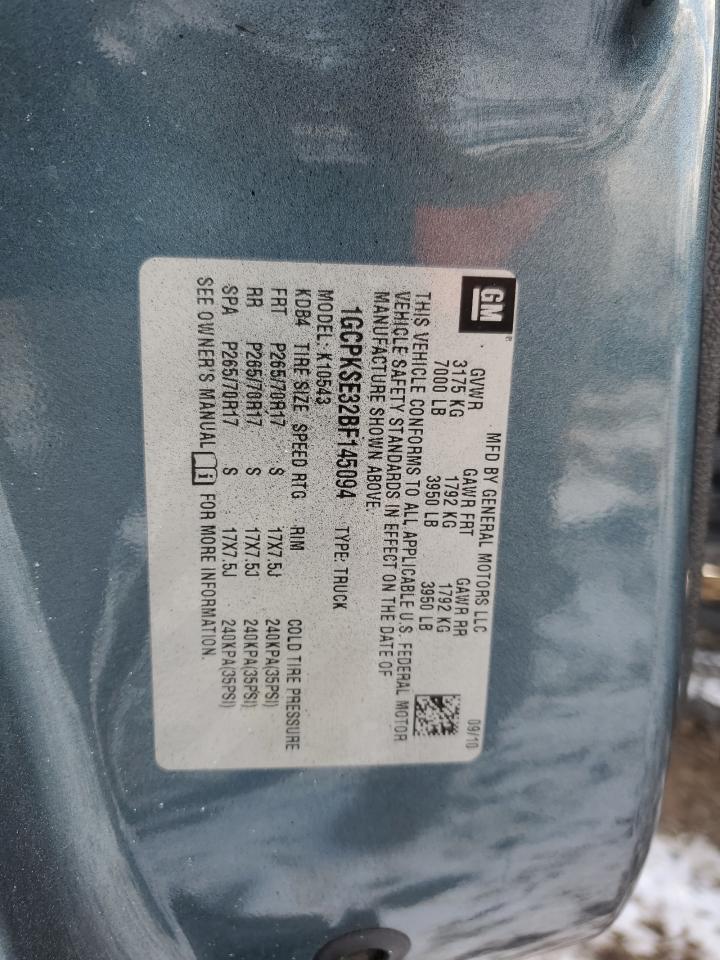 GM
MFD BY GENERAL MOTORS LLC 09/10
GVWR GAWR FRT GAWR RR
3175 KG 1792 KG 1792 KG
7000 LB 3950 LB 3950 LB
THIS VEHICLE CONFORMS TO ALL APPLICABLE U.S. FEDERAL MOTOR
VEHICLE SAFETY STANDARDS IN EFFECT ON THE DATE OF
MANUFACTURE SHOWN ABOVE.
1GCPKSE32BF145094 TYPE: TRUCK
MODEL: K10543
KDB4 TIRE SIZE SPEED RTG RIM COLD TIRE PRESSURE
FRT P265/70R17 S 17X7.5J 240KPA(35PSI)
RR P265/70R17 S 17X7.5J 240KPA(35PSI)
SPA P265/70R17 S 17X7.5J 240KPA(35PSI)
SEE OWNER'S MANUAL FOR MORE INFORMATION.